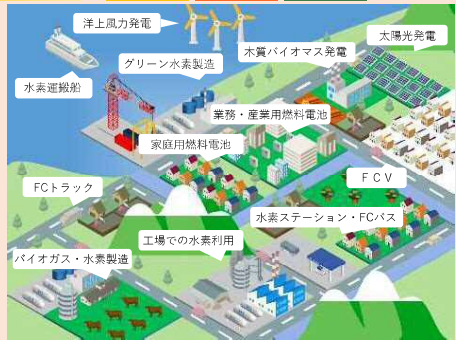 洋上風力発電
太陽光発電
木質バイオマス発電
グリーン水素製造
水素運搬船
業務・産業用燃料電池
家庭用燃料電池
FCトラック
ＦＣＶ
水素ステーション・FCバス
工場での水素利用
バイオガス・水素製造